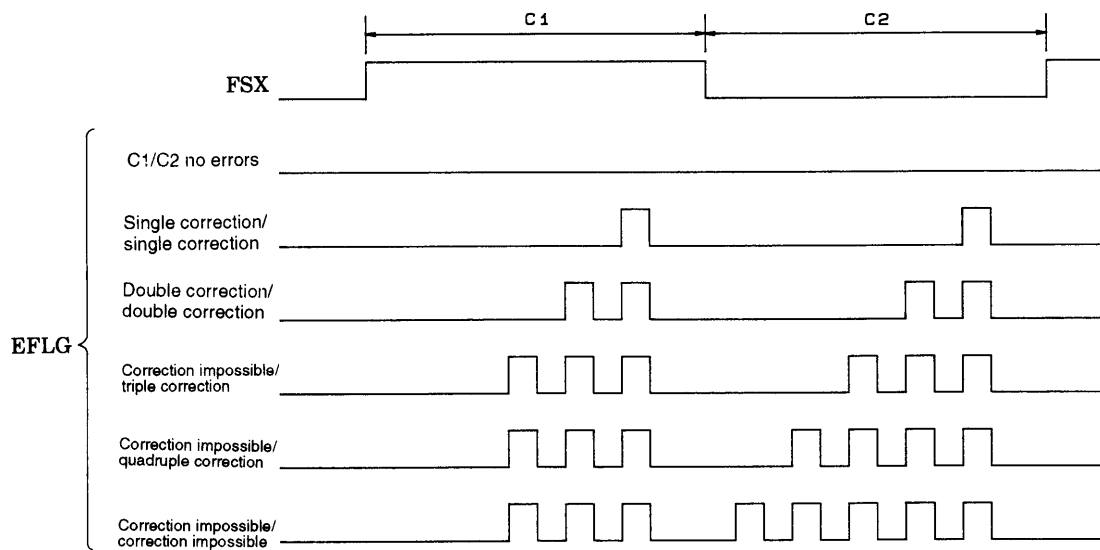 C1
C2
FSX
C1/C2 no errors
Single correction/
single correction
Double correction/
double correction
EFLG
Correction impossible/
triple correction
Correction impossible/
quadruple correction
Correction impossible/
correction impossible